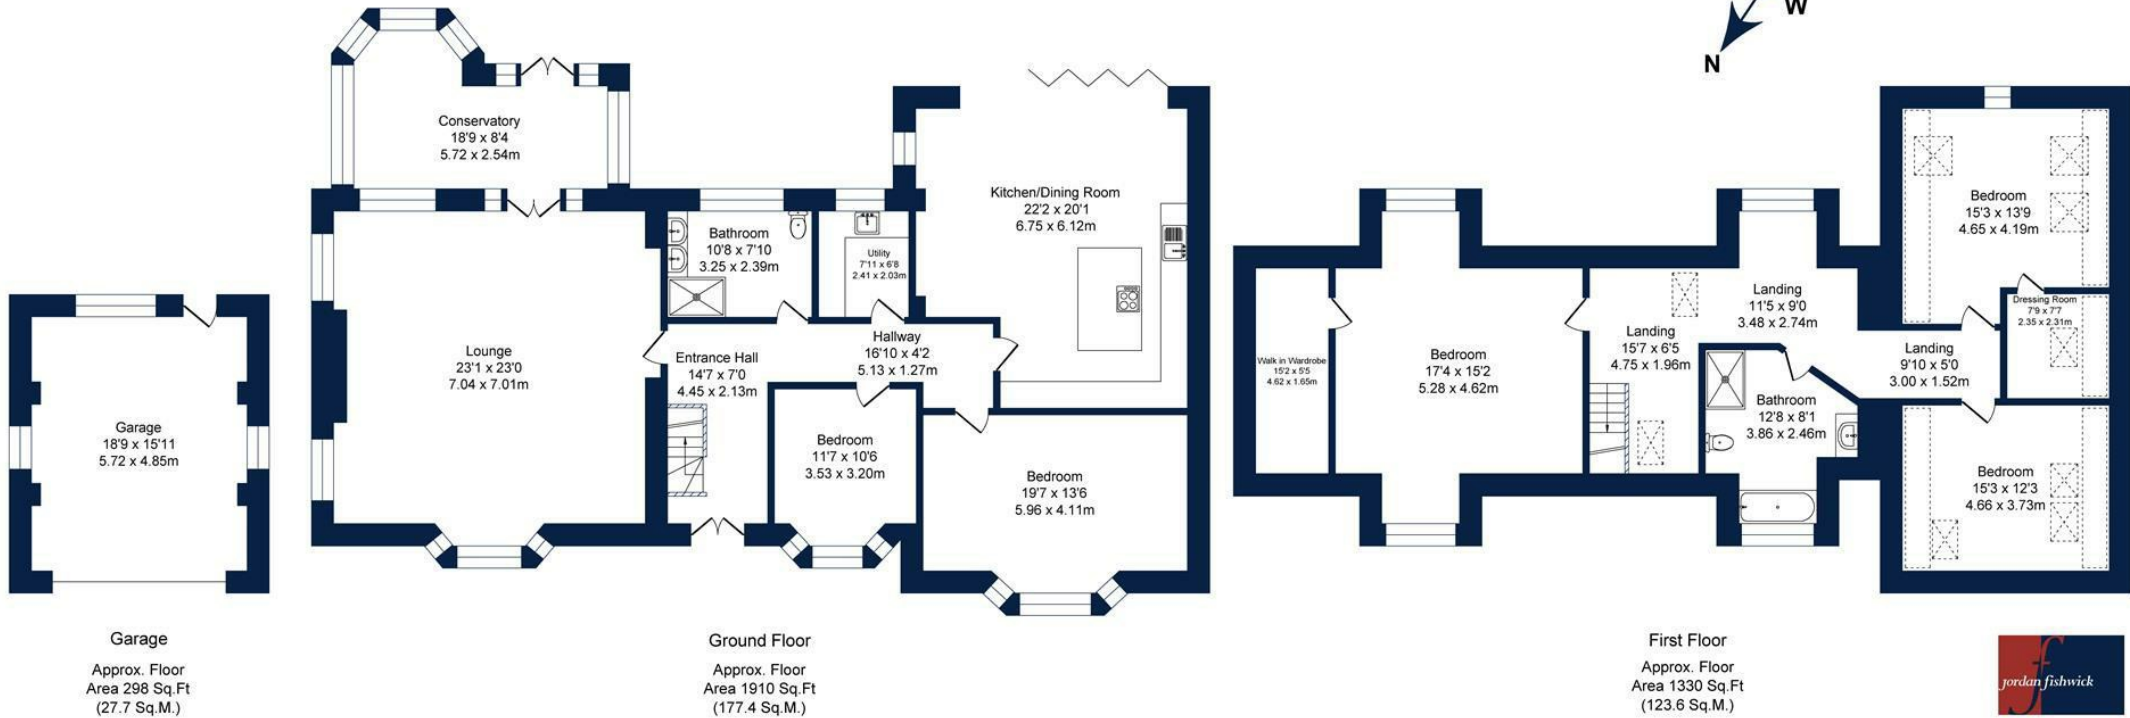 W
N
Conservatory
18'9 x 8'4
5.72 x 2.54m
Kitchen/Dining Room
22'2 x 20'1
6.75 x 6.12m
Bathroom
10'8 x 7'10
3.25 x 2.39m
Utility
7'11 x 6'8
2.41 x 2.03m
Lounge
23'1 x 23'0
7.04 x 7.01m
Entrance Hall
14'7 x 7'0
4.45 x 2.13m
Hallway
16'10 x 4'2
5.13 x 1.27m
Bedroom
11'7 x 10'6
3.53 x 3.20m
Bedroom
19'7 x 13'6
5.96 x 4.11m
Garage
18'9 x 15'11
5.72 x 4.85m
Walk in Wardrobe
15'2 x 5'5
4.62 x 1.65m
Bedroom
17'4 x 15'2
5.28 x 4.62m
Landing
15'7 x 6'5
4.75 x 1.96m
Landing
11'5 x 9'0
3.48 x 2.74m
Bathroom
12'8 x 8'1
3.86 x 2.46m
Landing
9'10 x 5'0
3.00 x 1.52m
Bedroom
15'3 x 13'9
4.65 x 4.19m
Dressing Room
7'9 x 7'7
2.35 x 2.31m
Bedroom
15'3 x 12'3
4.66 x 3.73m
Garage
Approx. Floor
Area 298 Sq.Ft
(27.7 Sq.M.)
Ground Floor
Approx. Floor
Area 1910 Sq.Ft
(177.4 Sq.M.)
First Floor
Approx. Floor
Area 1330 Sq.Ft
(123.6 Sq.M.)
f
jordan fishwick